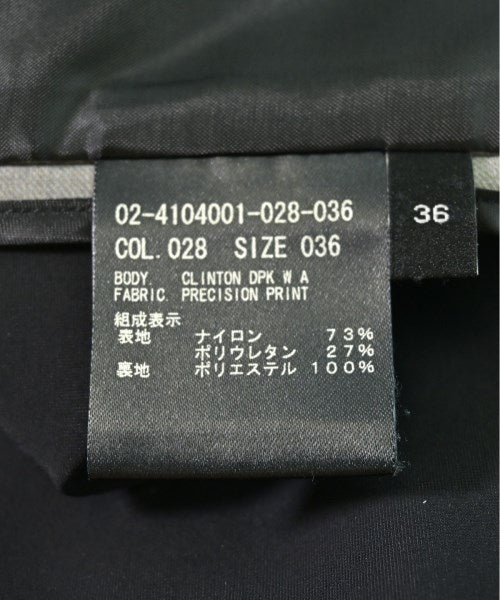 02-4104001-028-036
COL. 028 SIZE 036
BODY. CLINTON DPK W A
FABRIC. PRECISION PRINT
組成表示
表地 ナイロン 73%
ポリウレタン 27%
裏地 ポリエステル 100%
36